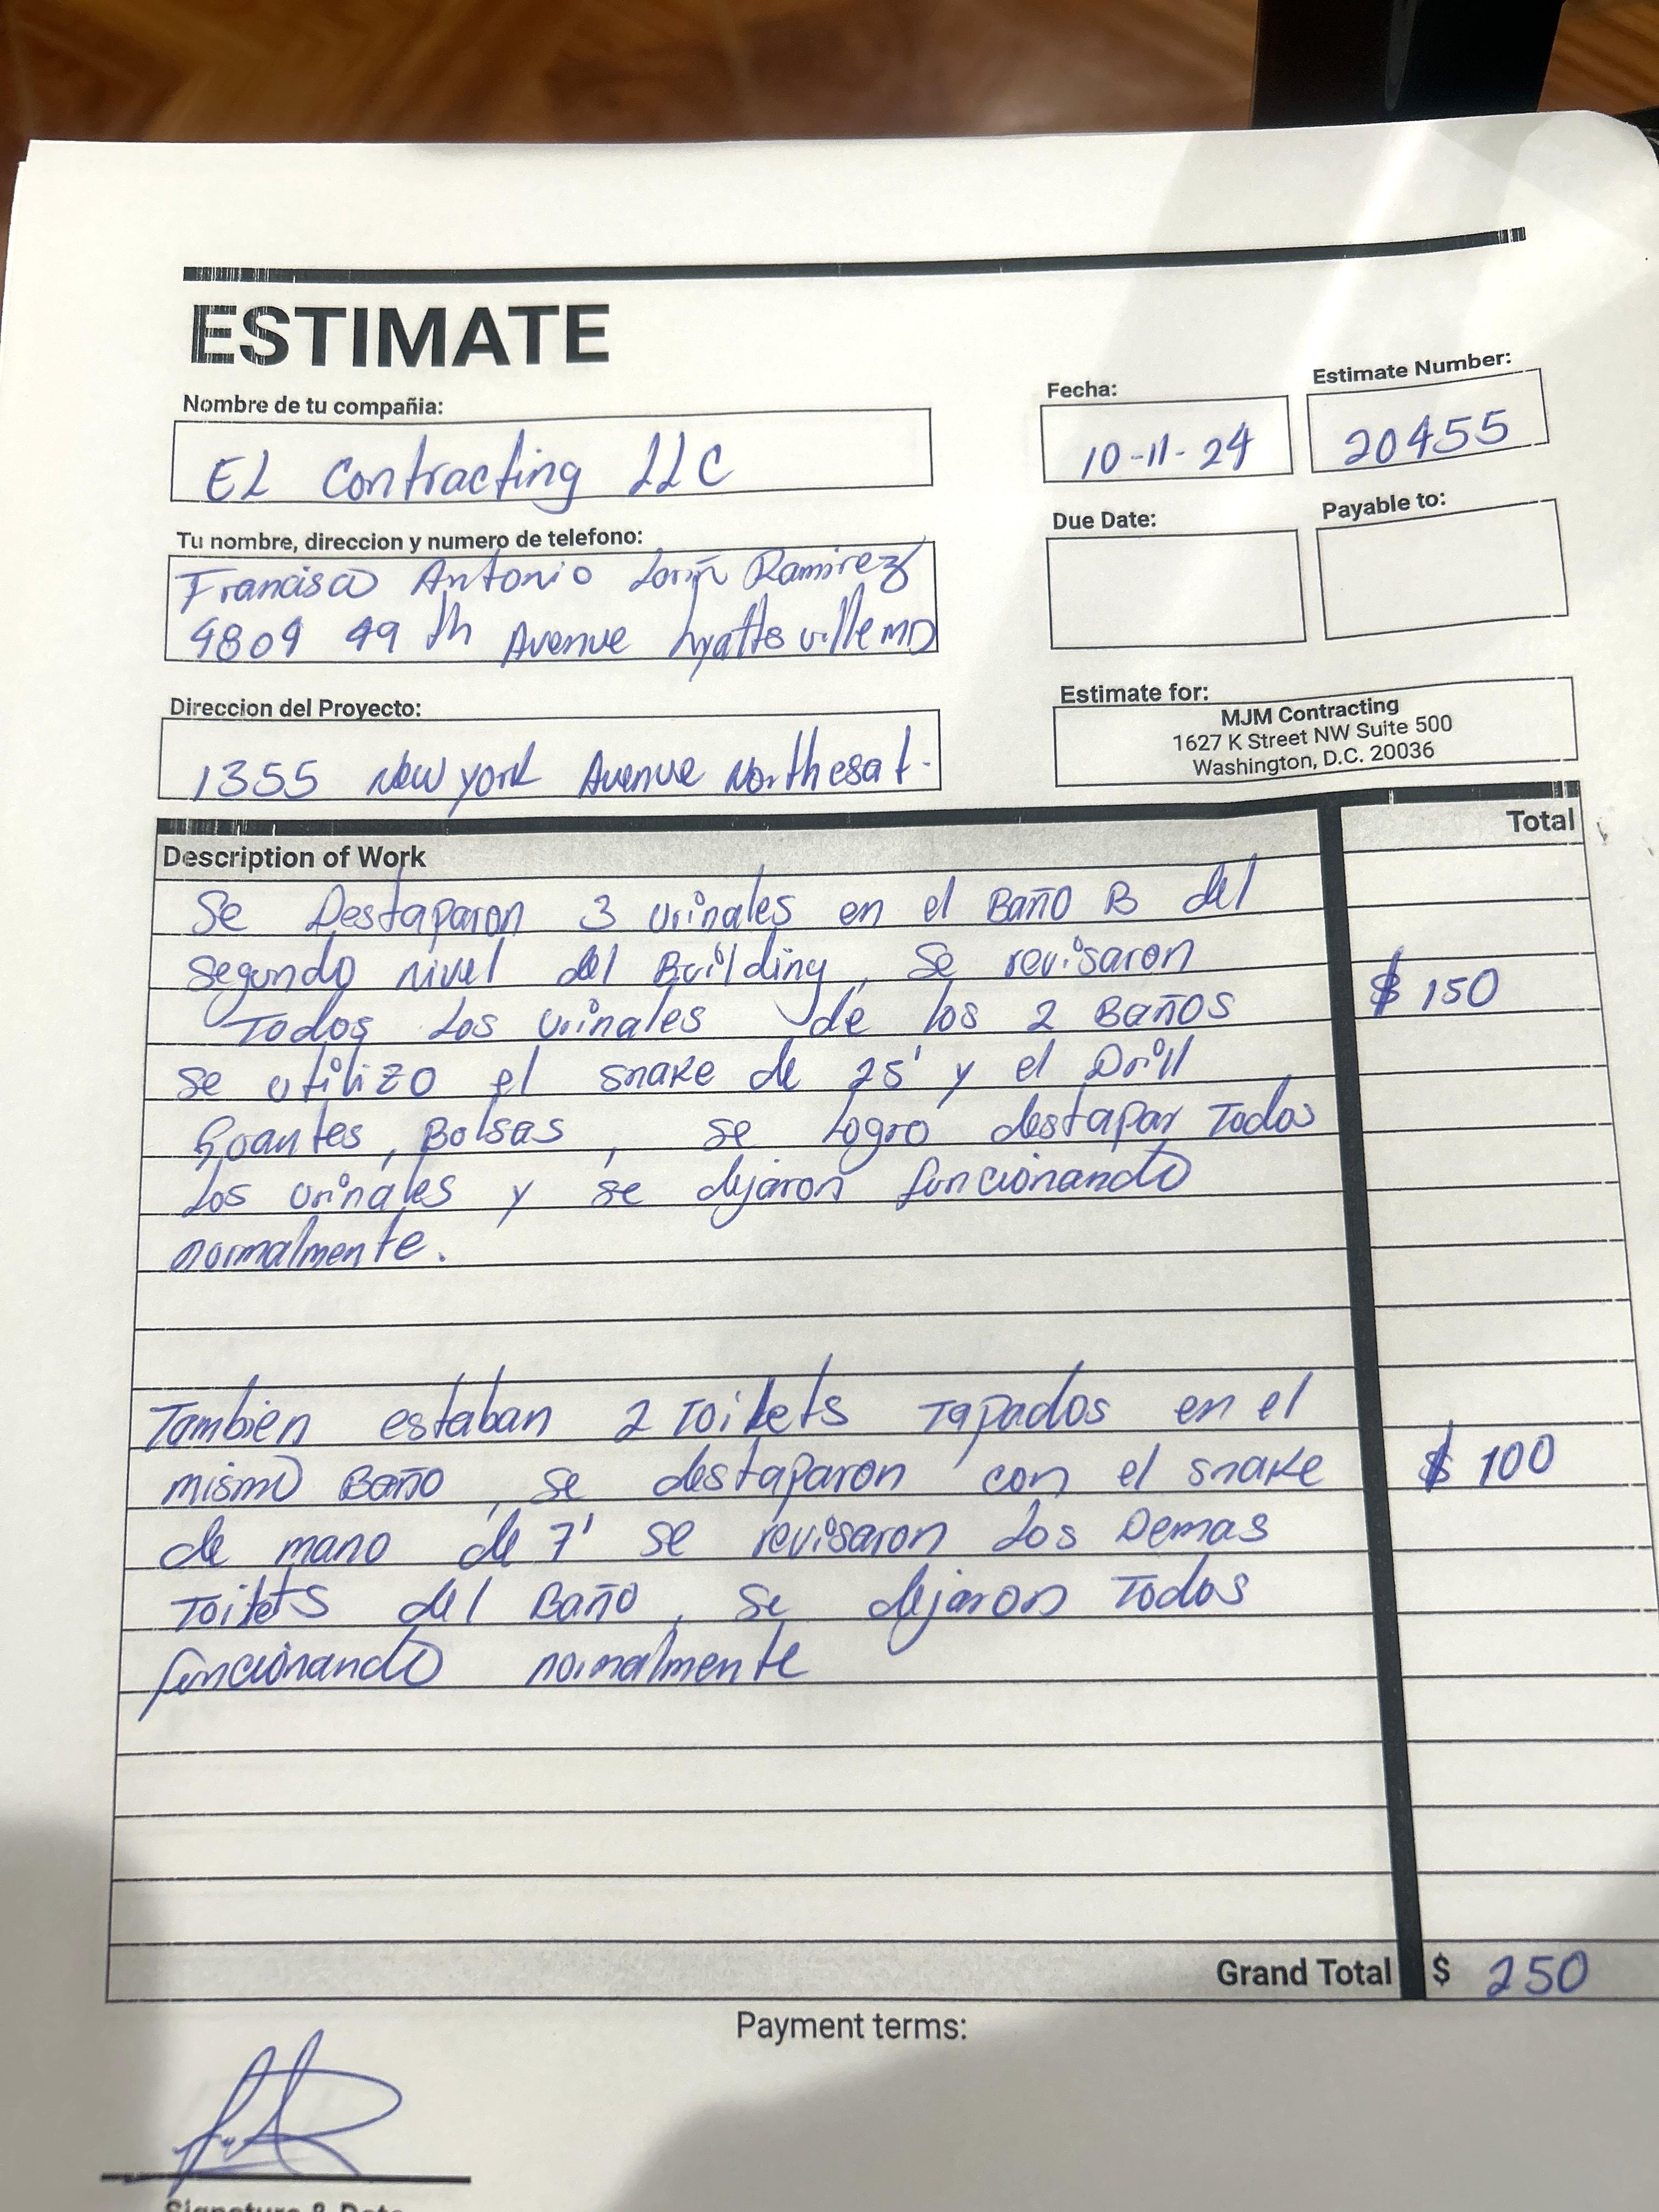 ESTIMATE
Nombre de tu compañia:
EL Contracting LLC
Fecha:
10-11-24
Estimate Number:
20455
Tu nombre, direccion y numero de telefono:
Francisco Antonio Ramirez
4809 49 th Avenue hyattsville MD
Due Date:
Payable to:
Direccion del Proyecto:
1355 New york Avenue Northesat.
Estimate for:
MJM Contracting
1627 K Street NW Suite 500
Washington, D.C. 20036
Description of Work
Total
Se Destaparon 3 urinales en el Baño B del
segundo nivel del Building, se revisaron
Todos Los urinales de los 2 Baños
$ 150
se utilizo el snake de 25' y el Drill
Guantes, Bolsas, se logro destapar Todos
Los urinales y se dejaron funcionando
normalmente.
Tambien estaban 2 Toilets Tapados en el
mismo Baño, se destaparon con el snake
$ 100
de mano de 7' se revisaron Los Demas
Toilets del Baño, se dejaron Todos
funcionando normalmente
Grand Total $ 250
Payment terms:
Signature & Date